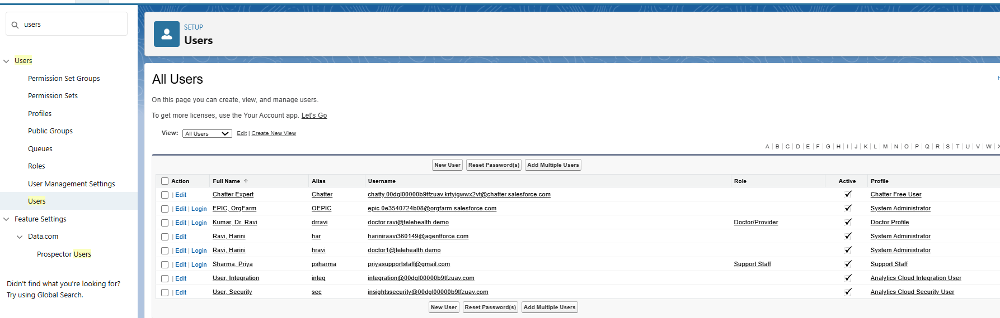 users
Users
Permission Set Groups
Permission Sets
Profiles
Public Groups
Queues
Roles
User Management Settings
Users
Feature Settings
Data.com
Prospector Users
Didn't find what you're looking for?
Try using Global Search.
SETUP
Users
All Users
On this page you can create, view, and manage users.
To get more licenses, use the Your Account app. Let's Go
View: All Users Edit | Create New View
A | B | C | D | E | F | G | H | I | J | K | L | M | N | O | P | Q | R | S | T | U | V | W | X
New User Reset Password(s) Add Multiple Users
Action Full Name ↑ Alias Username Role Active Profile
| Edit Chatter Expert Chatter chatty.00dgl00000b9tfzuav.krtyigwwx2vt@chatter.salesforce.com ✓ Chatter Free User
| Edit | Login EPIC, OrgFarm OEPIC epic.0e3540724b08@orgfarm.salesforce.com ✓ System Administrator
| Edit | Login Kumar, Dr. Ravi drravi doctor.ravi@telehealth.demo Doctor/Provider ✓ Doctor Profile
| Edit Ravi, Harini har hariniraavi360149@agentforce.com ✓ System Administrator
| Edit | Login Ravi, Harini hravi doctor1@telehealth.demo ✓ System Administrator
| Edit | Login Sharma, Priya psharma priyasupportstaff@gmail.com Support Staff ✓ Support Staff
| Edit User, Integration integ integration@00dgl00000b9tfzuav.com ✓ Analytics Cloud Integration User
| Edit User, Security sec insightssecurity@00dgl00000b9tfzuav.com ✓ Analytics Cloud Security User
New User Reset Password(s) Add Multiple Users